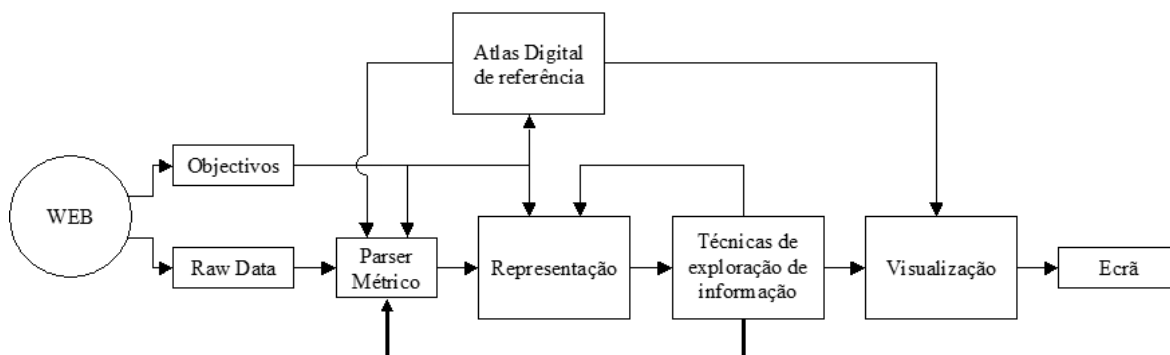 Atlas Digital
de referência
Objectivos
WEB
Raw Data
Parser
Métrico
Representação
Técnicas de
exploração de
informação
Visualização
Ecrã